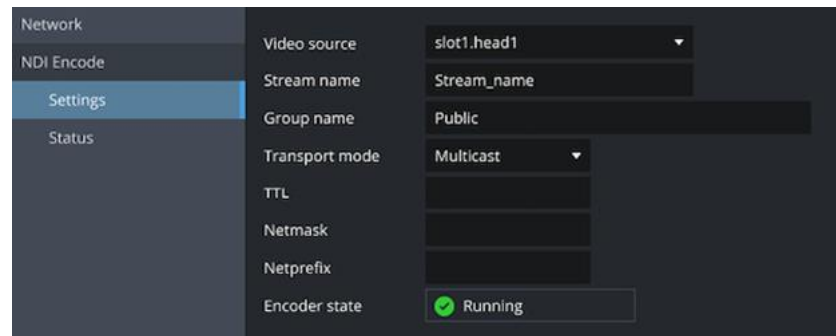 Network
NDI Encode
Settings
Status
Video source slot1.head1
Stream name Stream_name
Group name Public
Transport mode Multicast
TTL
Netmask
Netprefix
Encoder state Running